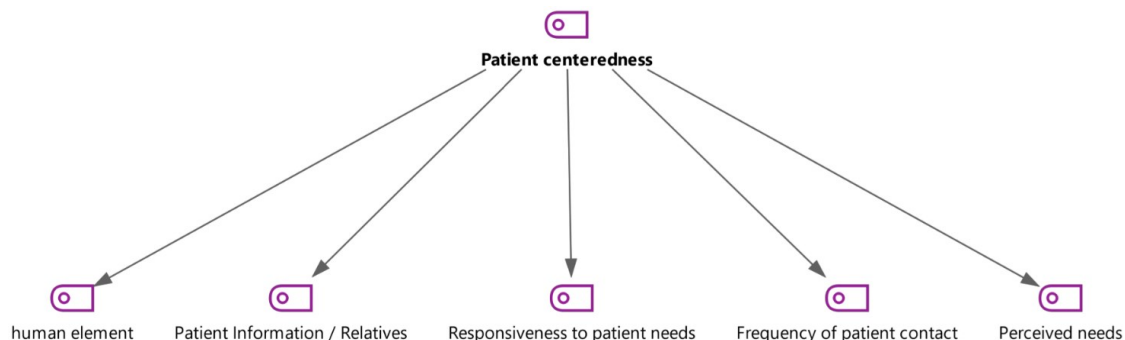 Patient centeredness
human element
Patient Information / Relatives
Responsiveness to patient needs
Frequency of patient contact
Perceived needs